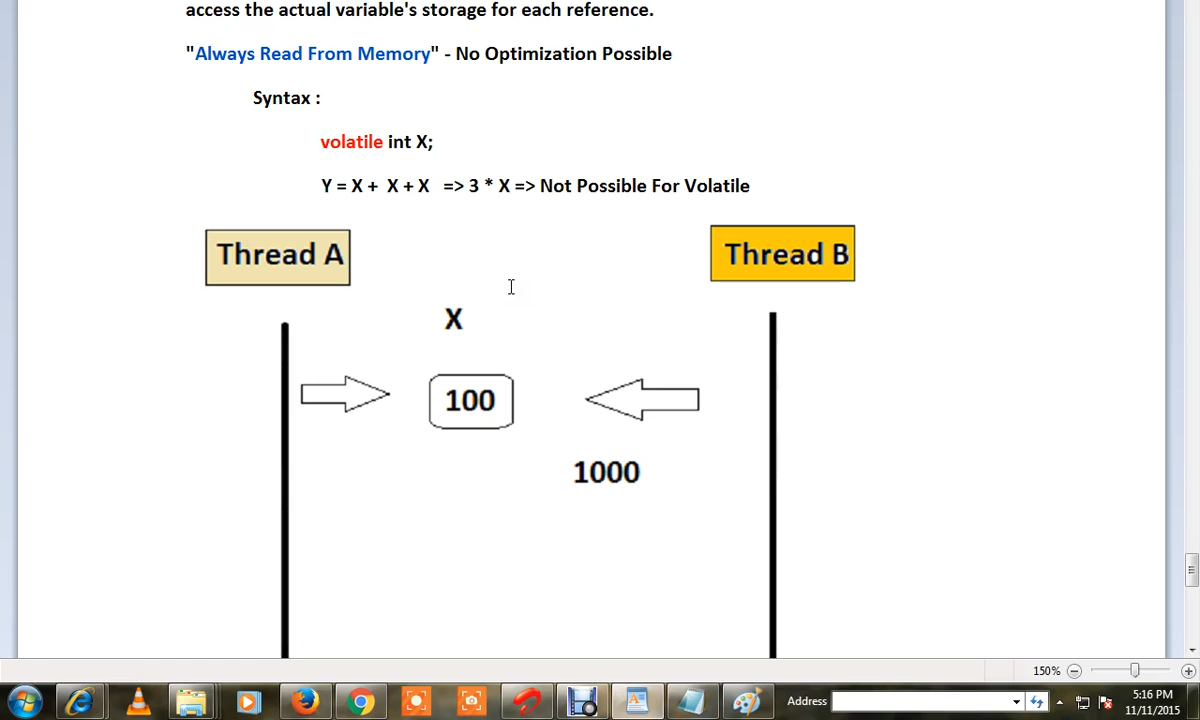 access the actual variable's storage for each reference.
"Always Read From Memory" - No Optimization Possible
Syntax :
volatile int X;
Y = X + X + X => 3 * X => Not Possible For Volatile
Thread A
Thread B
X
100
1000
150%
Address
5:16 PM
11/11/2015